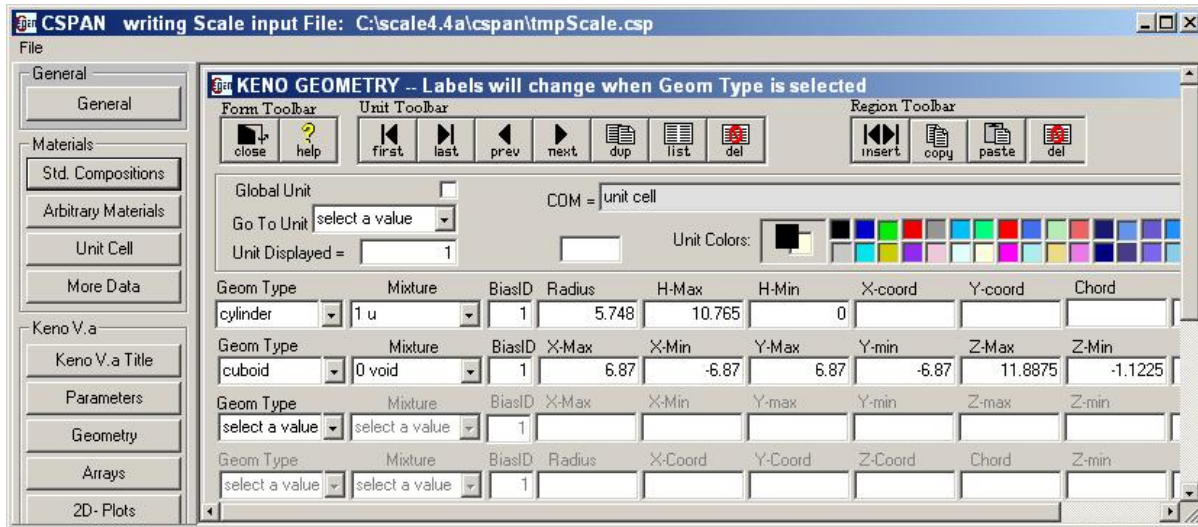 CSPAN writing Scale input File: C:\scale4.4a\cspan\tmpScale.csp
File
General
General
Materials
Std. Compositions
Arbitrary Materials
Unit Cell
More Data
Keno V.a
Keno V.a Title
Parameters
Geometry
Arrays
2D- Plots
KENO GEOMETRY -- Labels will change when Geom Type is selected
Form Toolbar Unit Toolbar Region Toolbar
close help first last prev next dup list del insert copy paste del
Global Unit COM = unit cell
Go To Unit select a value
Unit Displayed = 1 Unit Colors:
Geom Type Mixture BiasID Radius H-Max H-Min X-coord Y-coord Chord
cylinder 1 u 1 5.748 10.765 0
Geom Type Mixture BiasID X-Max X-Min Y-Max Y-min Z-Max Z-Min
cuboid 0 void 1 6.87 -6.87 6.87 -6.87 11.8875 -1.1225
Geom Type Mixture BiasID X-Max X-Min Y-max Y-min Z-max Z-min
select a value select a value 1
Geom Type Mixture BiasID Radius X-Coord Y-Coord Z-Coord Chord Z-min
select a value select a value 1